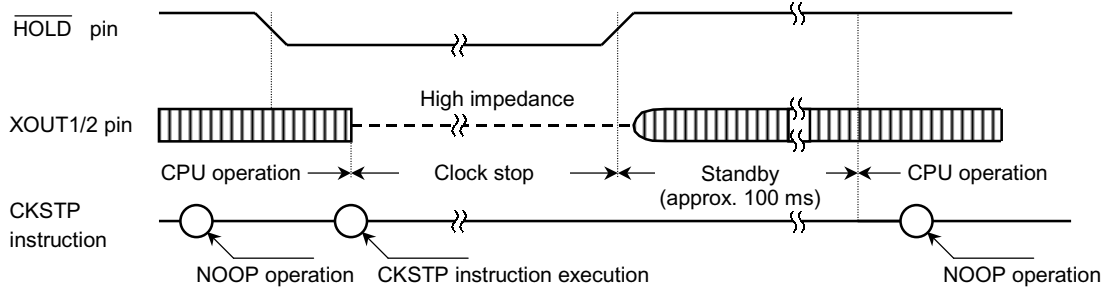 HOLD pin
High impedance
XOUT1/2 pin
CPU operation
Clock stop
Standby
(approx. 100 ms)
CPU operation
CKSTP
instruction
NOOP operation
CKSTP instruction execution
NOOP operation